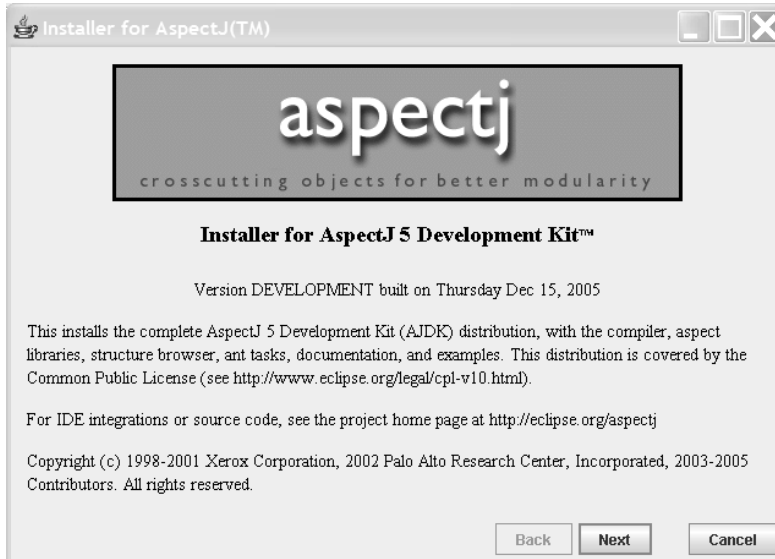 Installer for AspectJ(TM)
aspectj
crosscutting objects for better modularity
Installer for AspectJ 5 Development Kit™
Version DEVELOPMENT built on Thursday Dec 15, 2005
This installs the complete AspectJ 5 Development Kit (AJDK) distribution, with the compiler, aspect
libraries, structure browser, ant tasks, documentation, and examples. This distribution is covered by the
Common Public License (see http://www.eclipse.org/legal/cpl-v10.html).
For IDE integrations or source code, see the project home page at http://eclipse.org/aspectj
Copyright (c) 1998-2001 Xerox Corporation, 2002 Palo Alto Research Center, Incorporated, 2003-2005
Contributors. All rights reserved.
Back Next Cancel